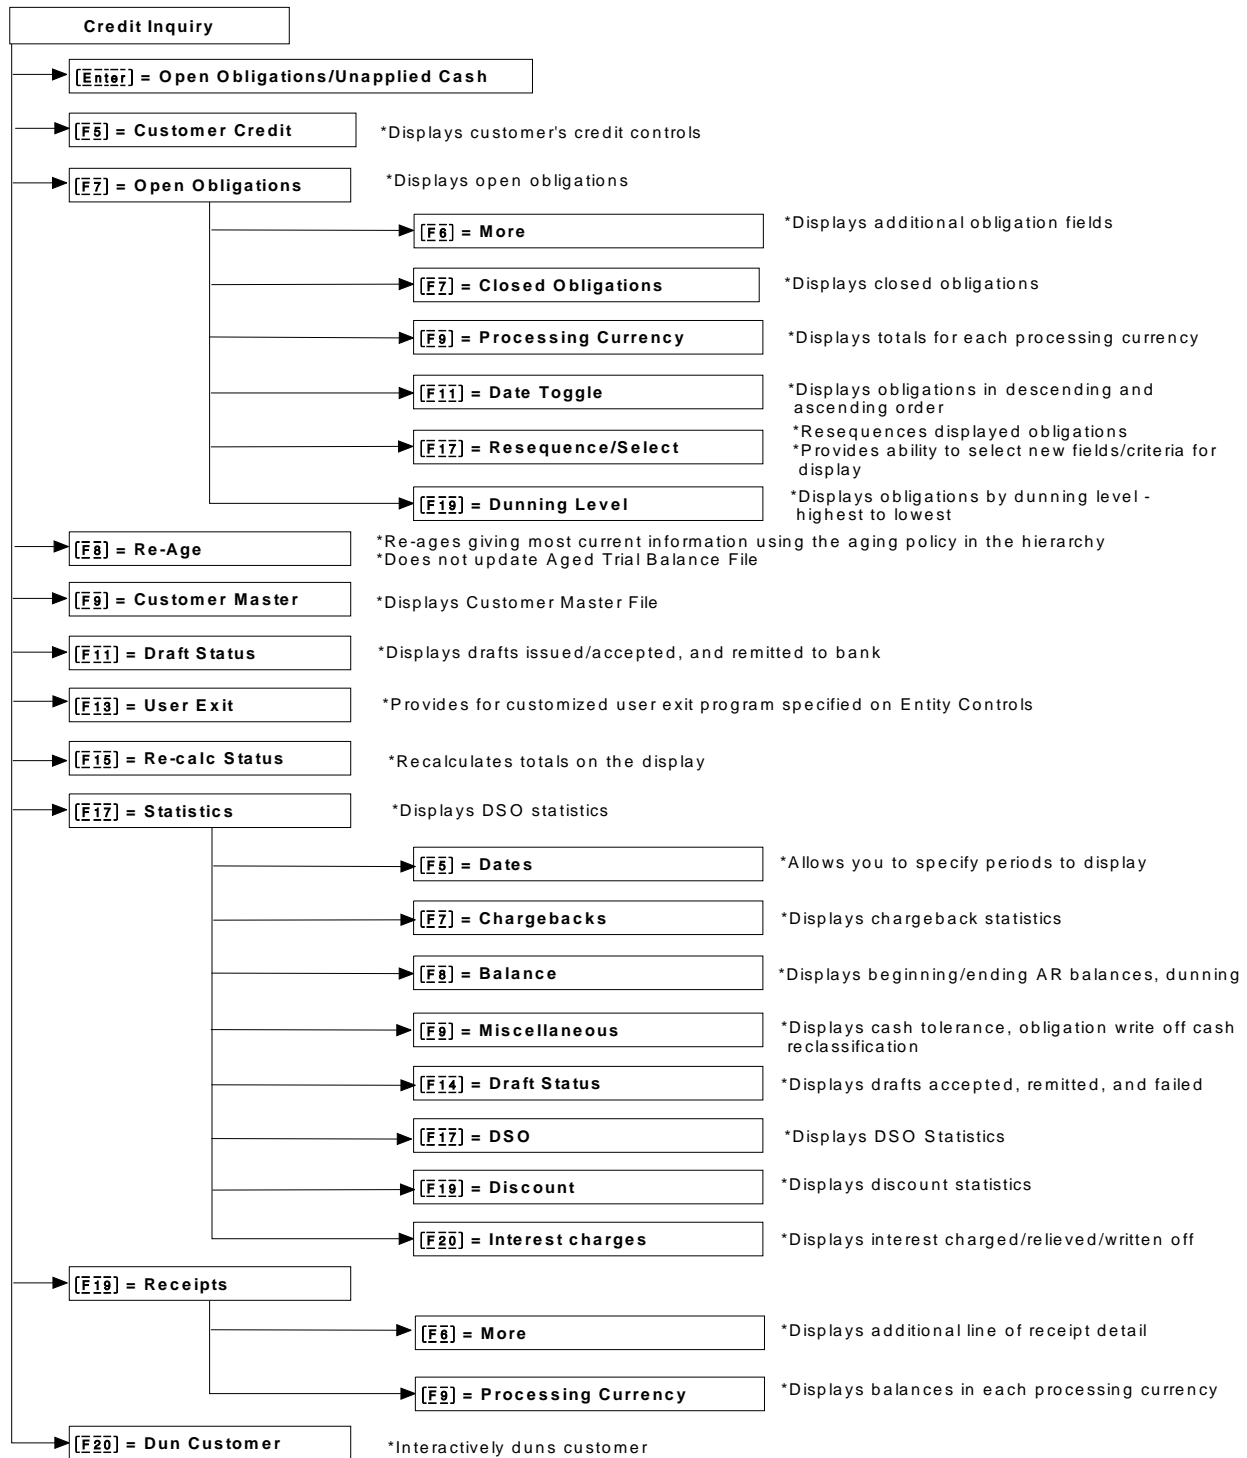 Credit Inquiry
[Enter] = Open Obligations/Unapplied Cash
[F5] = Customer Credit
*Displays customer's credit controls
[F7] = Open Obligations
*Displays open obligations
[F6] = More
*Displays additional obligation fields
[F7] = Closed Obligations
*Displays closed obligations
[F9] = Processing Currency
*Displays totals for each processing currency
[F11] = Date Toggle
*Displays obligations in descending and
ascending order
[F17] = Resequence/Select
*Resequences displayed obligations
*Provides ability to select new fields/criteria for
display
[F19] = Dunning Level
*Displays obligations by dunning level -
highest to lowest
[F8] = Re-Age
*Re-ages giving most current information using the aging policy in the hierarchy
*Does not update Aged Trial Balance File
[F9] = Customer Master
*Displays Customer Master File
[F11] = Draft Status
*Displays drafts issued/accepted, and remitted to bank
[F13] = User Exit
*Provides for customized user exit program specified on Entity Controls
[F15] = Re-calc Status
*Recalculates totals on the display
[F17] = Statistics
*Displays DSO statistics
[F5] = Dates
*Allows you to specify periods to display
[F7] = Chargebacks
*Displays chargeback statistics
[F8] = Balance
*Displays beginning/ending AR balances, dunning
[F9] = Miscellaneous
*Displays cash tolerance, obligation write off cash
reclassification
[F14] = Draft Status
*Displays drafts accepted, remitted, and failed
[F17] = DSO
*Displays DSO Statistics
[F19] = Discount
*Displays discount statistics
[F20] = Interest charges
*Displays interest charged/relieved/written off
[F19] = Receipts
[F6] = More
*Displays additional line of receipt detail
[F9] = Processing Currency
*Displays balances in each processing currency
[F20] = Dun Customer
*Interactively duns customer